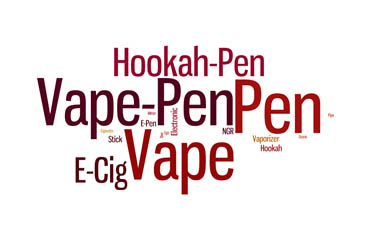 Hookah-Pen
Vape-Pen
Pen
E-Pen
Electronic
Stick
NGR
Vaporizer
Hookah
E-Cig
Vape